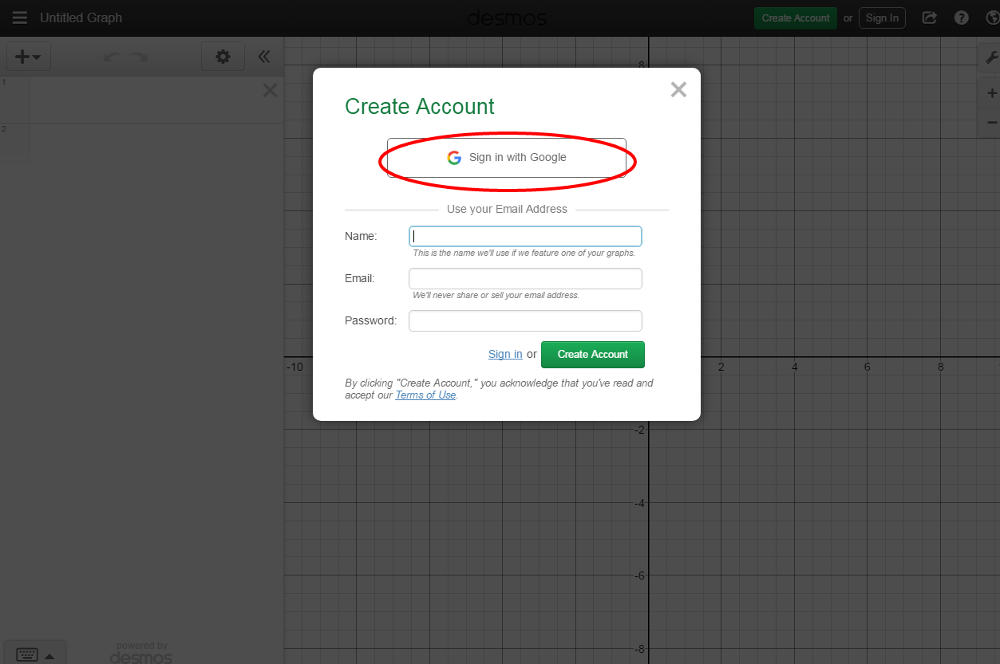 Untitled Graph
desmos
Create Account or Sign In
1
2
Create Account
Sign in with Google
Use your Email Address
Name:
This is the name we'll use if we feature one of your graphs.
Email:
We'll never share or sell your email address.
Password:
Sign in or Create Account
By clicking "Create Account," you acknowledge that you've read and
accept our Terms of Use.
8
-10
2
4
6
8
-2
-4
-6
-8
powered by
desmos